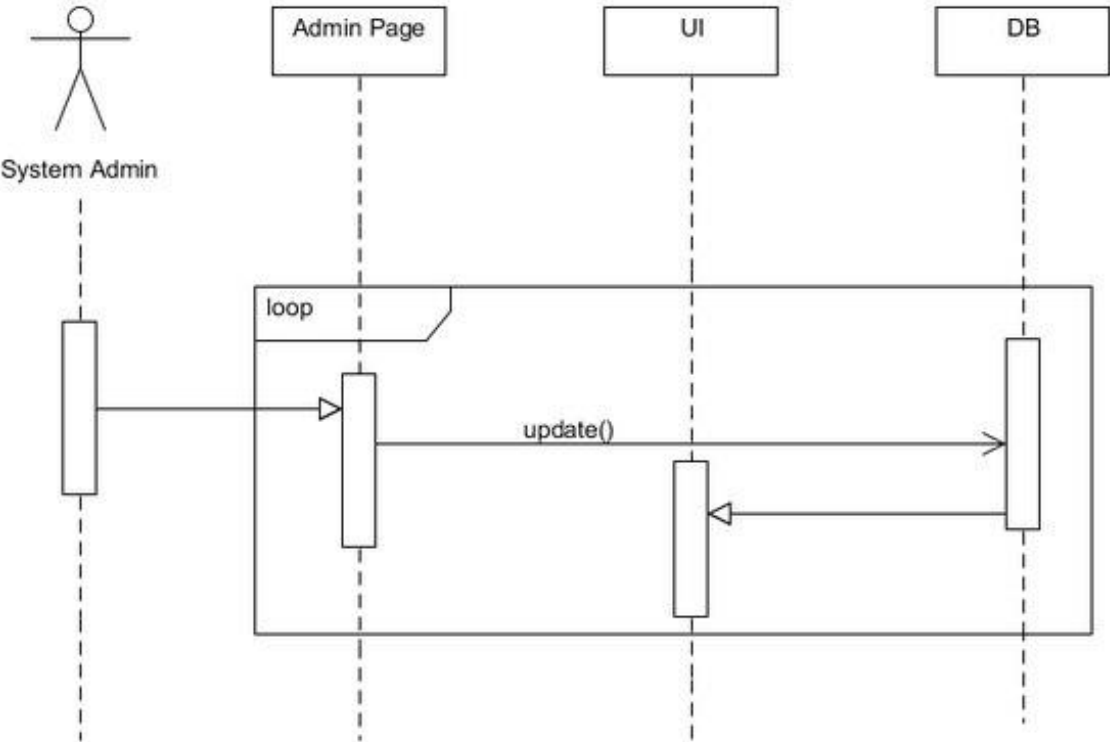 Admin Page
UI
DB
System Admin
loop
update()